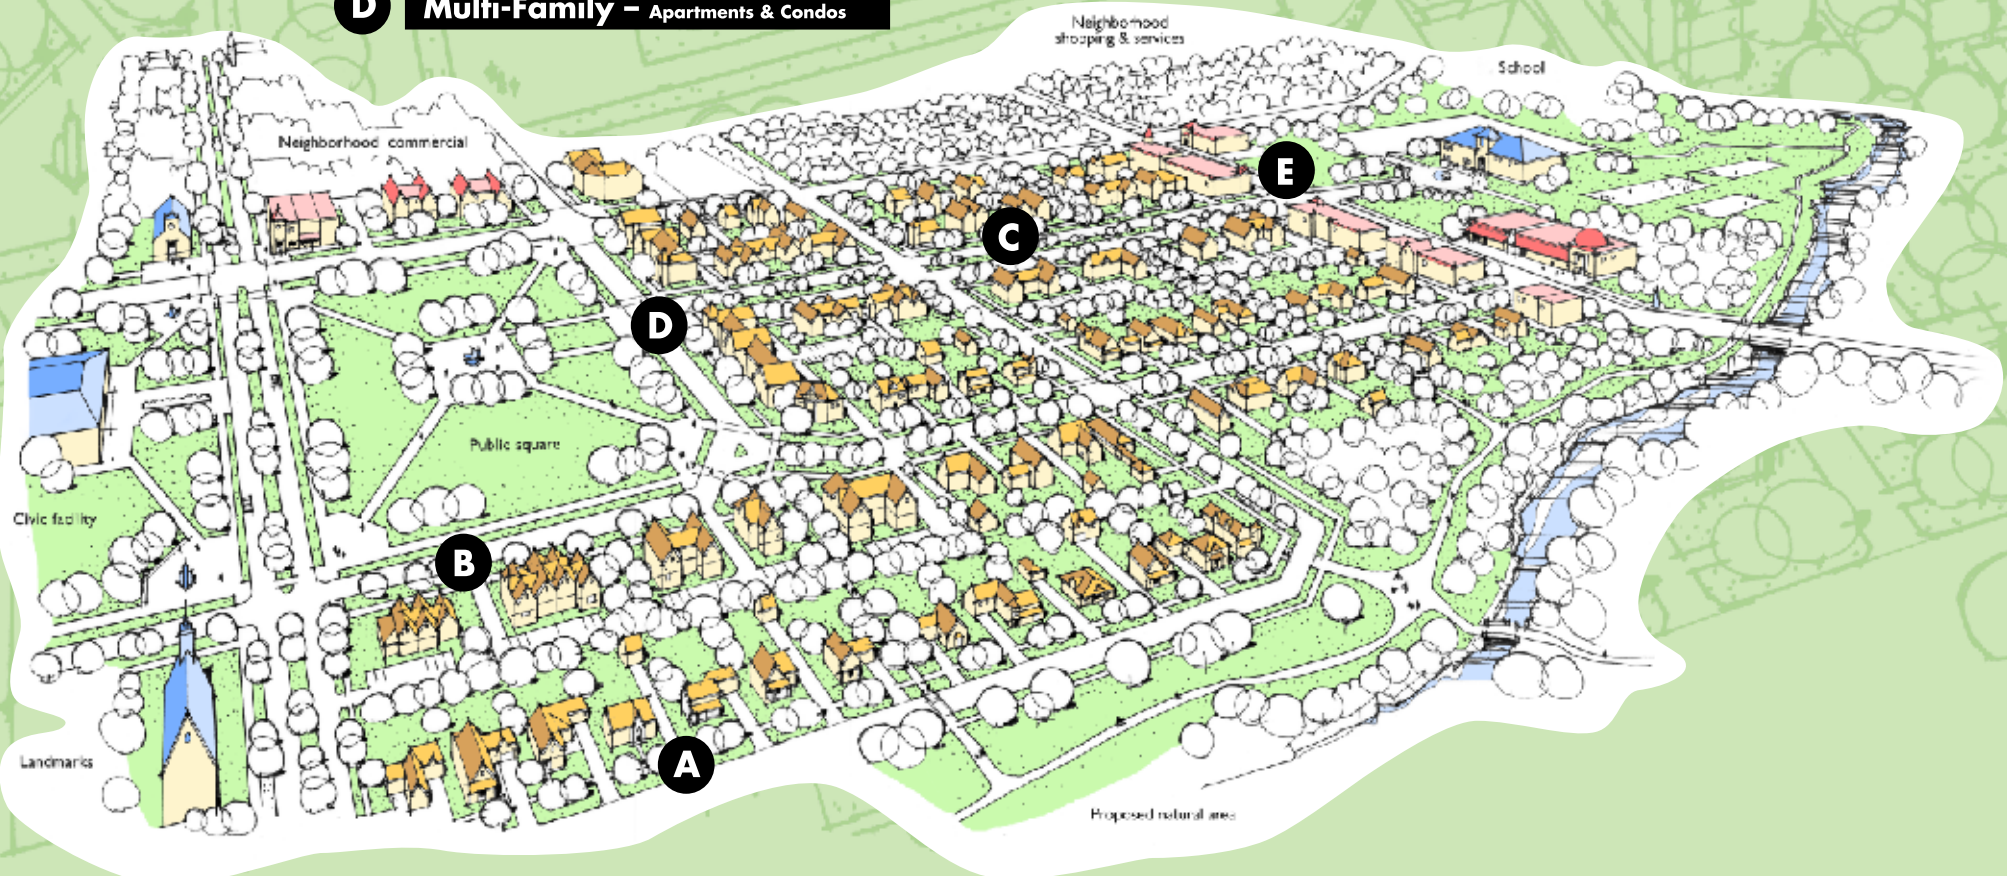 D Multi-Family – Apartments & Condos
Neighborhood
shopping & services
School
Neighborhood commercial
E
C
D
Public square
Civic facility
B
Landmarks
A
Proposed natural area